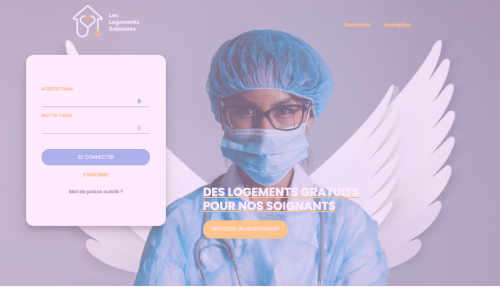 Les
Logements
Solidaires
Connexion
Inscription
ADRESSE EMAIL
MOT DE PASSE
SE CONNECTER
S'INSCRIRE
Mot de passe oublié ?
DES LOGEMENTS GRATUITS
POUR NOS SOIGNANTS
PROPOSER UN HÉBERGEMENT